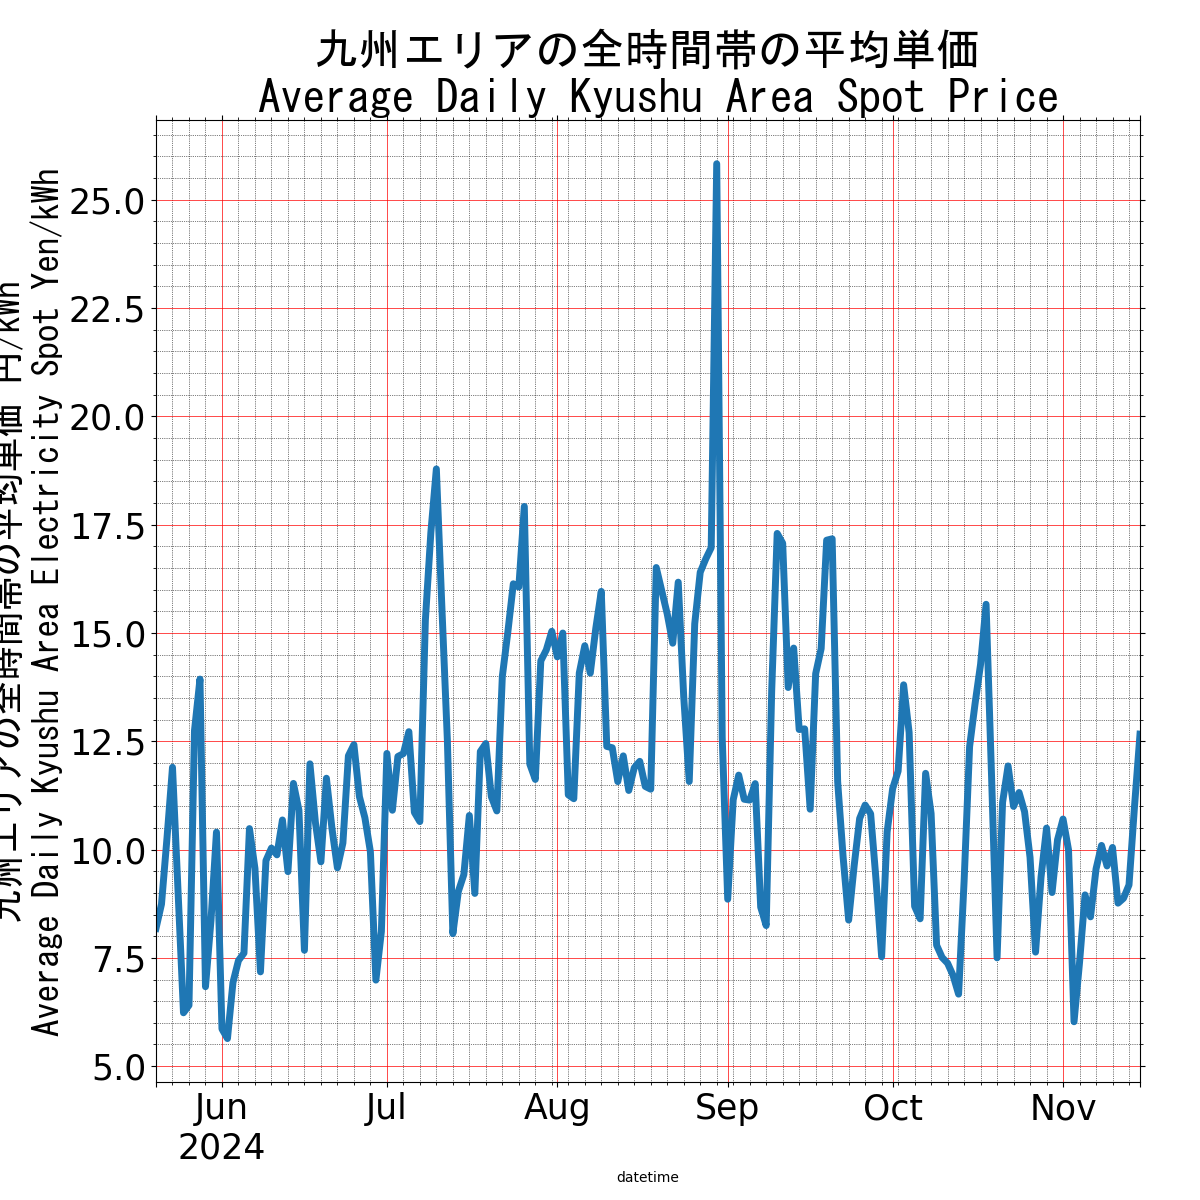 九州エリアの全時間帯の平均単価
Average Daily Kyushu Area Spot Price
九州エリアの全時間帯の平均単価 円/kWh
Average Daily Kyushu Area Electricity Spot Yen/kWh
25.0
22.5
20.0
17.5
15.0
12.5
10.0
7.5
5.0
Jun
2024
Jul
Aug
Sep
Oct
Nov
datetime